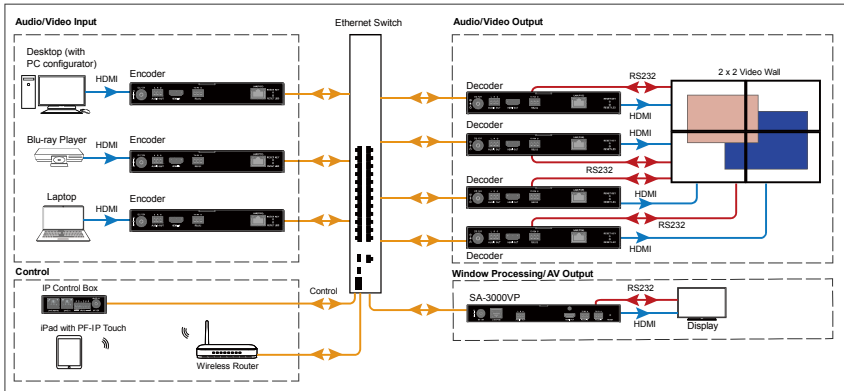 Audio/Video Input
Ethernet Switch
Audio/Video Output
Desktop (with
PC configurator)
HDMI
Encoder
Blu-ray Player
HDMI
Encoder
Laptop
HDMI
Encoder
Decoder
RS232
HDMI
2 x 2 Video Wall
Decoder
HDMI
RS232
Decoder
HDMI
RS232
Decoder
HDMI
Control
IP Control Box
Control
iPad with PF-IP Touch
Wireless Router
Window Processing/AV Output
SA-3000VP
RS232
HDMI
Display